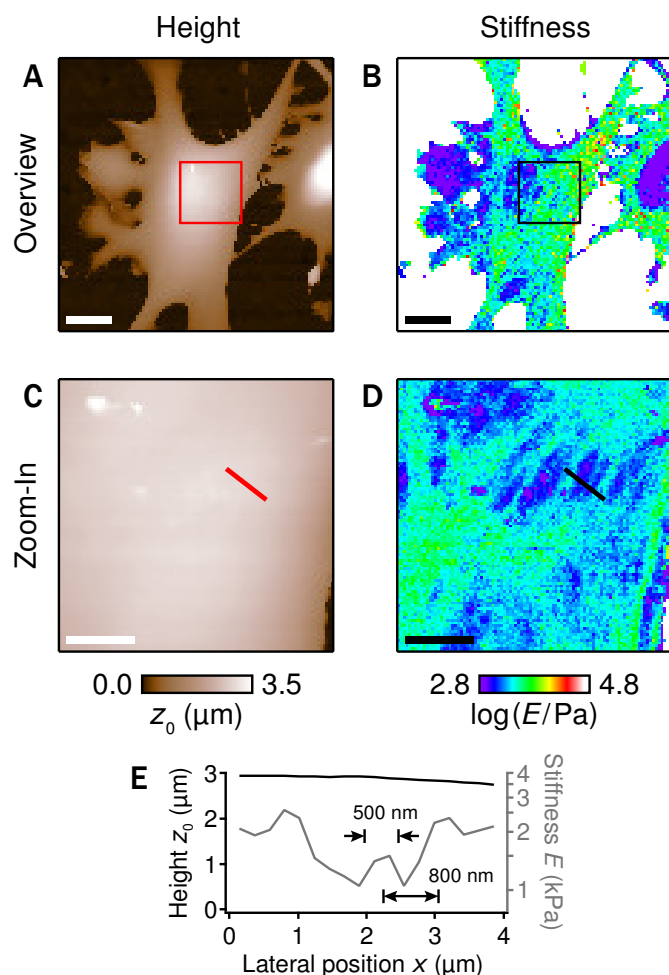 Height
Stiffness
Overview
A
B
Zoom-In
C
D
0.0
3.5
z₀ (μm)
2.8
4.8
log(E/Pa)
E
Height z₀ (μm)
3
2
1
0
500 nm
800 nm
4
3
2
1
Stiffness E (kPa)
0
1
2
3
4
Lateral position x (μm)